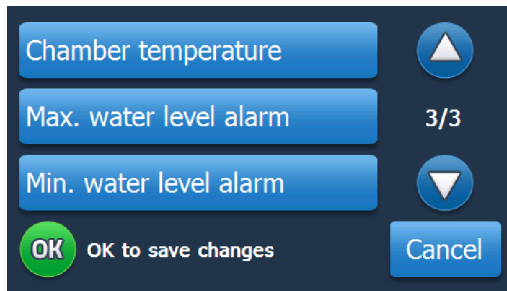 Chamber temperature
Max. water level alarm
3/3
Min. water level alarm
OK OK to save changes
Cancel